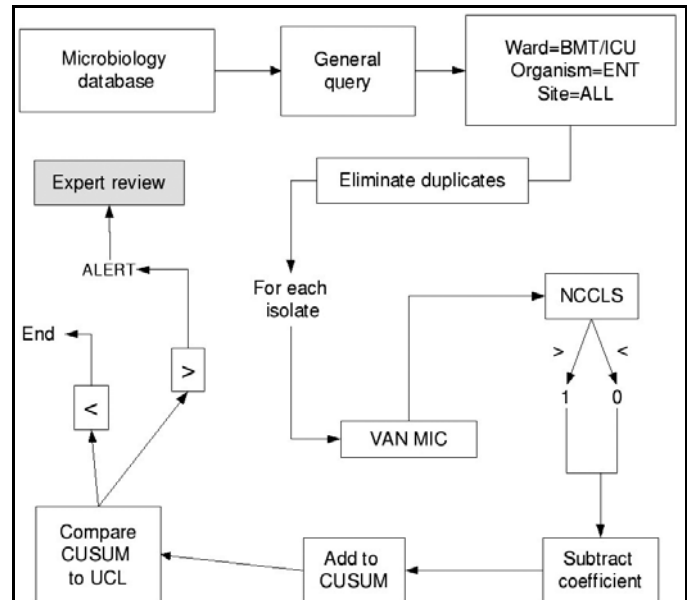 Microbiology
database
General
query
Ward=BMT/ICU
Organism=ENT
Site=ALL
Eliminate duplicates
Expert review
ALERT
For each
isolate
NCCLS
End
>
<
>
<
1
0
VAN MIC
Compare
CUSUM
to UCL
Add to
CUSUM
Subtract
coefficient